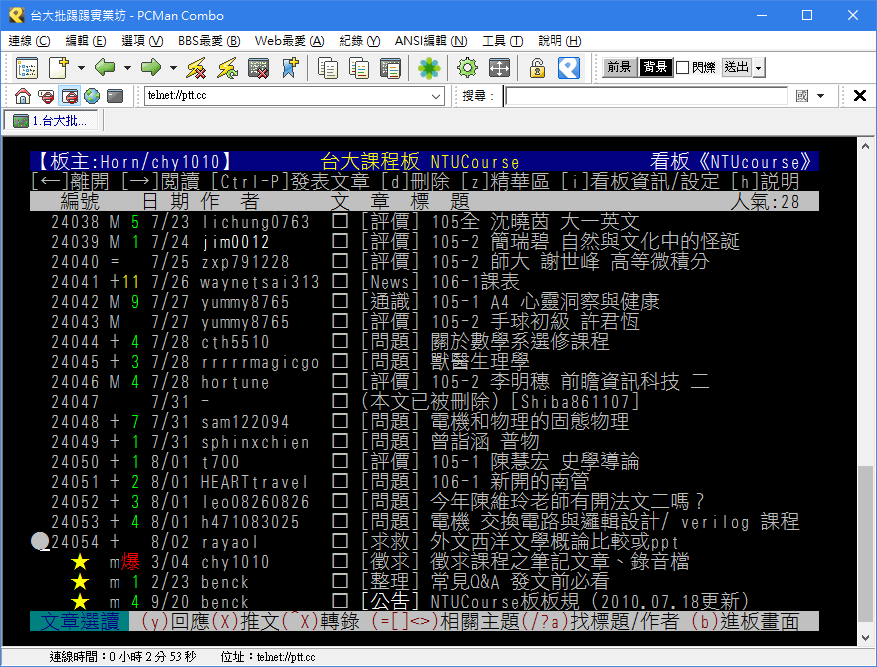 台大批踢踢實業坊 - PCMan Combo
連線 (C) 編輯 (E) 選項 (V) BBS最愛 (B) Web最愛 (A) 紀錄 (Y) ANSI編輯 (N) 工具 (T) 說明 (H)
前景 背景 閃爍 送出
telnet://ptt.cc 搜尋： 國
1.台大批...
【板主:Horn/chy1010】 台大課程板 NTUCourse 看板《NTUcourse》
[←]離開 [→]閱讀 [Ctrl-P]發表文章 [d]刪除 [z]精華區 [i]看板資訊/設定 [h]說明
編號 日 期 作 者 文 章 標 題 人氣:28
24038 M 5 7/23 lichung0763 □ [評價] 105全 沈曉茵 大一英文
24039 M 1 7/24 jim0012 □ [評價] 105-2 簡瑞碧 自然與文化中的怪誕
24040 = 7/25 zxp791228 □ [評價] 105-2 師大 謝世峰 高等微積分
24041 +11 7/26 waynetsai313 □ [News] 106-1課表
24042 M 9 7/27 yummy8765 □ [通識] 105-1 A4 心靈洞察與健康
24043 M 7/27 yummy8765 □ [評價] 105-2 手球初級 許君恆
24044 + 4 7/28 cth5510 □ [問題] 關於數學系選修課程
24045 + 3 7/28 rrrrrmagicgo □ [問題] 獸醫生理學
24046 M 4 7/28 hortune □ [評價] 105-2 李明穗 前瞻資訊科技 二
24047 7/31 - □ (本文已被刪除) [Shiba861107]
24048 + 7 7/31 sam122094 □ [問題] 電機和物理的固態物理
24049 + 1 7/31 sphinxchien □ [問題] 曾詣涵 普物
24050 + 1 8/01 t700 □ [評價] 105-1 陳慧宏 史學導論
24051 + 2 8/01 HEARTtravel □ [問題] 106-1 新開的南管
24052 + 3 8/01 leo08260826 □ [問題] 今年陳維玲老師有開法文二嗎？
24053 + 4 8/01 h471083025 □ [問題] 電機 交換電路與邏輯設計/ verilog 課程
●24054 + 8/02 rayaol □ [求救] 外文西洋文學概論比較或ppt
★ m爆 3/04 chy1010 □ [徵求] 徵求課程之筆記文章、錄音檔
★ m 1 2/23 benck □ [整理] 常見Q&A 發文前必看
★ m 4 9/20 benck □ [公告] NTUCourse板板規 (2010.07.18更新)
文章選讀 (y)回應(X)推文(^X)轉錄 (=[]<>)相關主題(/?a)找標題/作者 (b)進板畫面
連線時間：0 小時 2 分 53 秒 位址：telnet://ptt.cc